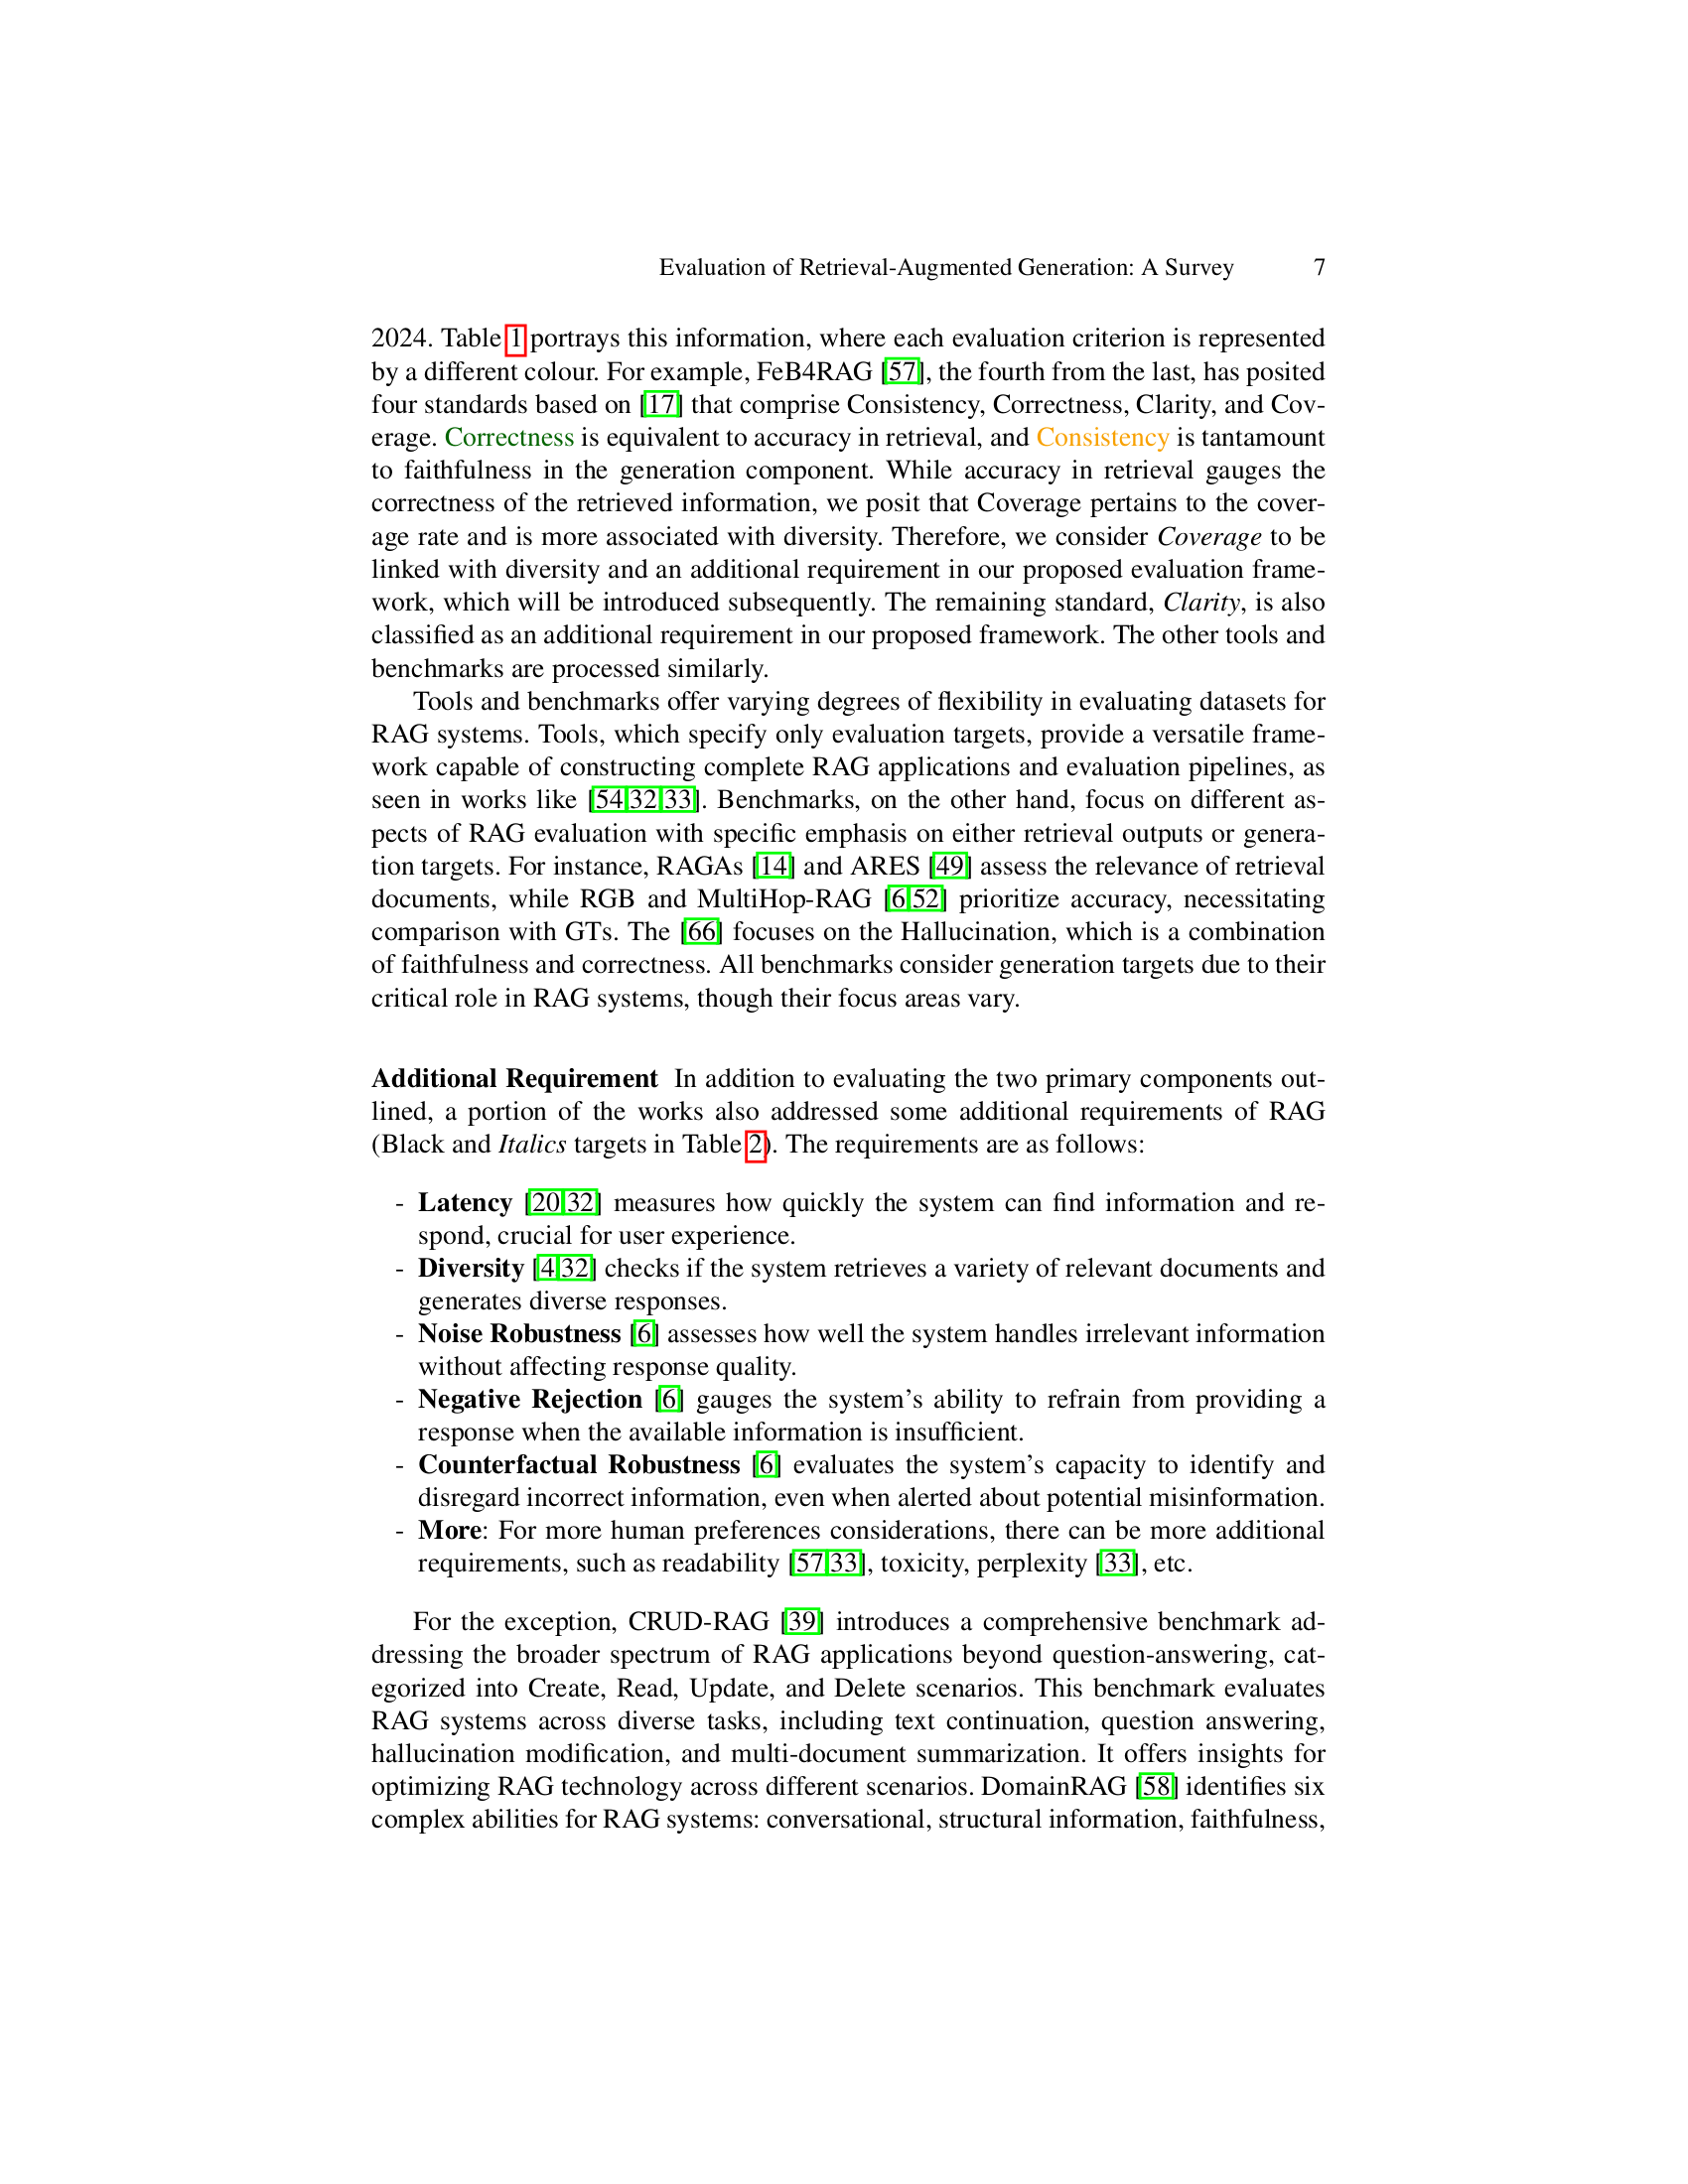 Evaluation of Retrieval-Augmented Generation: A Survey 7
2024. Table 1 portrays this information, where each evaluation criterion is represented
by a different colour. For example, FeB4RAG [57], the fourth from the last, has posited
four standards based on [17] that comprise Consistency, Correctness, Clarity, and Cov-
erage. Correctness is equivalent to accuracy in retrieval, and Consistency is tantamount
to faithfulness in the generation component. While accuracy in retrieval gauges the
correctness of the retrieved information, we posit that Coverage pertains to the cover-
age rate and is more associated with diversity. Therefore, we consider Coverage to be
linked with diversity and an additional requirement in our proposed evaluation frame-
work, which will be introduced subsequently. The remaining standard, Clarity, is also
classified as an additional requirement in our proposed framework. The other tools and
benchmarks are processed similarly.
Tools and benchmarks offer varying degrees of flexibility in evaluating datasets for
RAG systems. Tools, which specify only evaluation targets, provide a versatile frame-
work capable of constructing complete RAG applications and evaluation pipelines, as
seen in works like [54 32 33]. Benchmarks, on the other hand, focus on different as-
pects of RAG evaluation with specific emphasis on either retrieval outputs or genera-
tion targets. For instance, RAGAs [14] and ARES [49] assess the relevance of retrieval
documents, while RGB and MultiHop-RAG [6 52] prioritize accuracy, necessitating
comparison with GTs. The [66] focuses on the Hallucination, which is a combination
of faithfulness and correctness. All benchmarks consider generation targets due to their
critical role in RAG systems, though their focus areas vary.
Additional Requirement In addition to evaluating the two primary components out-
lined, a portion of the works also addressed some additional requirements of RAG
(Black and Italics targets in Table 2). The requirements are as follows:
- Latency [20 32] measures how quickly the system can find information and re-
spond, crucial for user experience.
- Diversity [4 32] checks if the system retrieves a variety of relevant documents and
generates diverse responses.
- Noise Robustness [6] assesses how well the system handles irrelevant information
without affecting response quality.
- Negative Rejection [6] gauges the system's ability to refrain from providing a
response when the available information is insufficient.
- Counterfactual Robustness [6] evaluates the system's capacity to identify and
disregard incorrect information, even when alerted about potential misinformation.
- More: For more human preferences considerations, there can be more additional
requirements, such as readability [57 33], toxicity, perplexity [33], etc.
For the exception, CRUD-RAG [39] introduces a comprehensive benchmark ad-
dressing the broader spectrum of RAG applications beyond question-answering, cat-
egorized into Create, Read, Update, and Delete scenarios. This benchmark evaluates
RAG systems across diverse tasks, including text continuation, question answering,
hallucination modification, and multi-document summarization. It offers insights for
optimizing RAG technology across different scenarios. DomainRAG [58] identifies six
complex abilities for RAG systems: conversational, structural information, faithfulness,